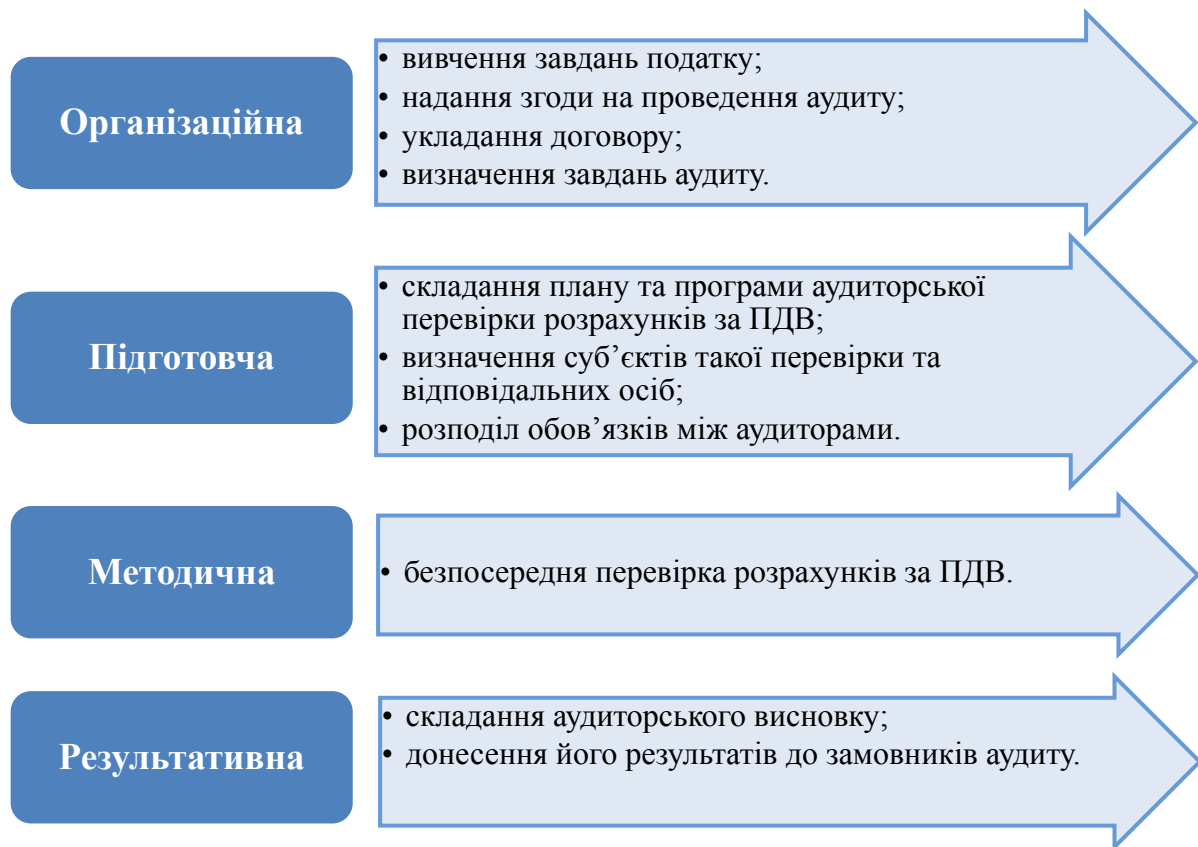 Організаційна
• вивчення завдань податку;
• надання згоди на проведення аудиту;
• укладання договору;
• визначення завдань аудиту.
Підготовча
• складання плану та програми аудиторської
перевірки розрахунків за ПДВ;
• визначення суб’єктів такої перевірки та
відповідальних осіб;
• розподіл обов’язків між аудиторами.
Методична
• безпосередня перевірка розрахунків за ПДВ.
Результативна
• складання аудиторського висновку;
• донесення його результатів до замовників аудиту.